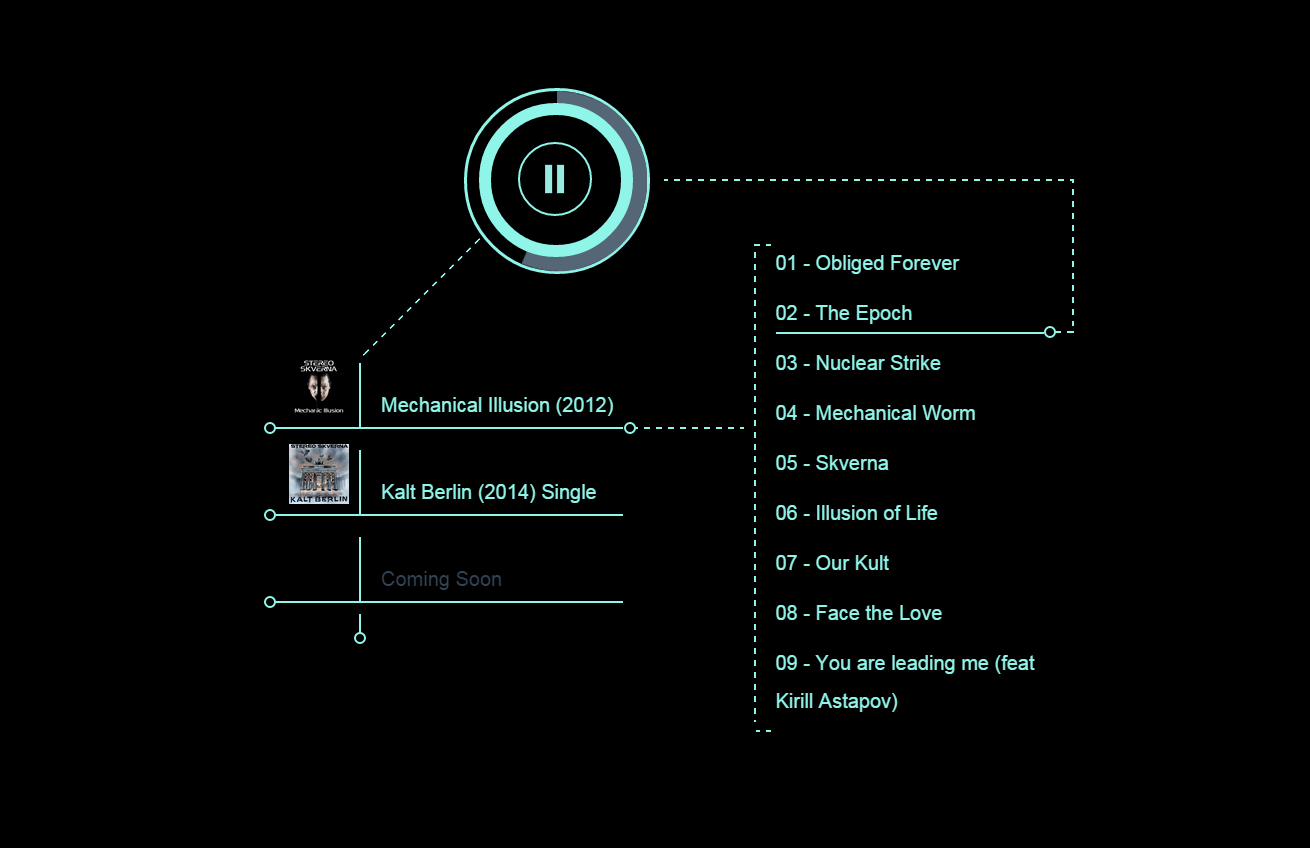 STEREO
SKVERNA
Mechanic Illusion
Mechanical Illusion (2012)
STEREO SKVERNA
KALT BERLIN
Kalt Berlin (2014) Single
Coming Soon
01 - Obliged Forever
02 - The Epoch
03 - Nuclear Strike
04 - Mechanical Worm
05 - Skverna
06 - Illusion of Life
07 - Our Kult
08 - Face the Love
09 - You are leading me (feat
Kirill Astapov)